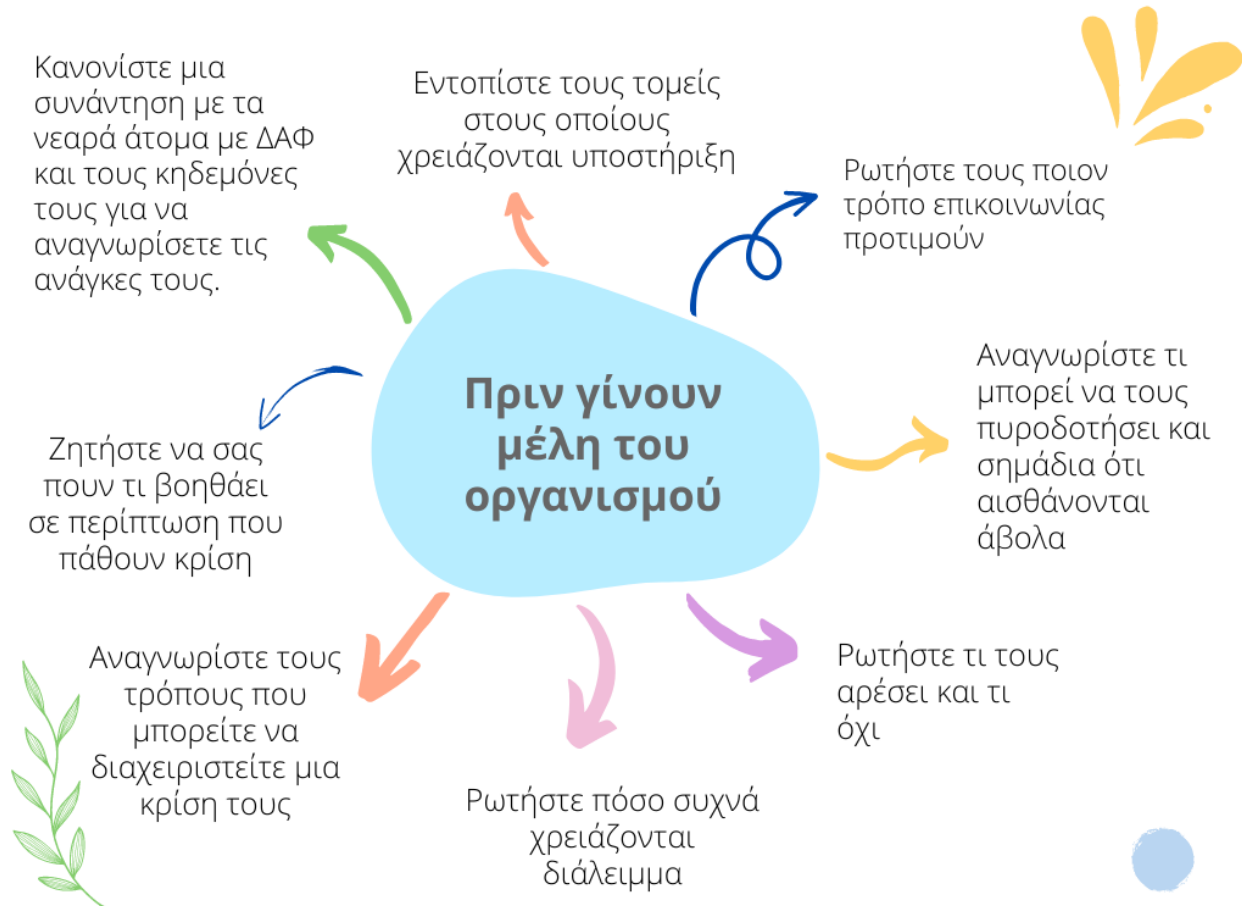 Κανονίστε μια
συνάντηση με τα
νεαρά άτομα με ΔΑΦ
και τους κηδεμόνες
τους για να
αναγνωρίσετε τις
ανάγκες τους.
Εντοπίστε τους τομείς
στους οποίους
χρειάζονται υποστήριξη
Ρωτήστε τους ποιον
τρόπο επικοινωνίας
προτιμούν
Αναγνωρίστε τι
μπορεί να τους
πυροδοτήσει και
σημάδια ότι
αισθάνονται
άβολα
Πριν γίνουν
μέλη του
οργανισμού
Ζητήστε να σας
πουν τι βοηθάει
σε περίπτωση που
πάθουν κρίση
Αναγνωρίστε τους
τρόπους που
μπορείτε να
διαχειριστείτε μια
κρίση τους
Ρωτήστε πόσο συχνά
χρειάζονται
διάλειμμα
Ρωτήστε τι τους
αρέσει και τι
όχι